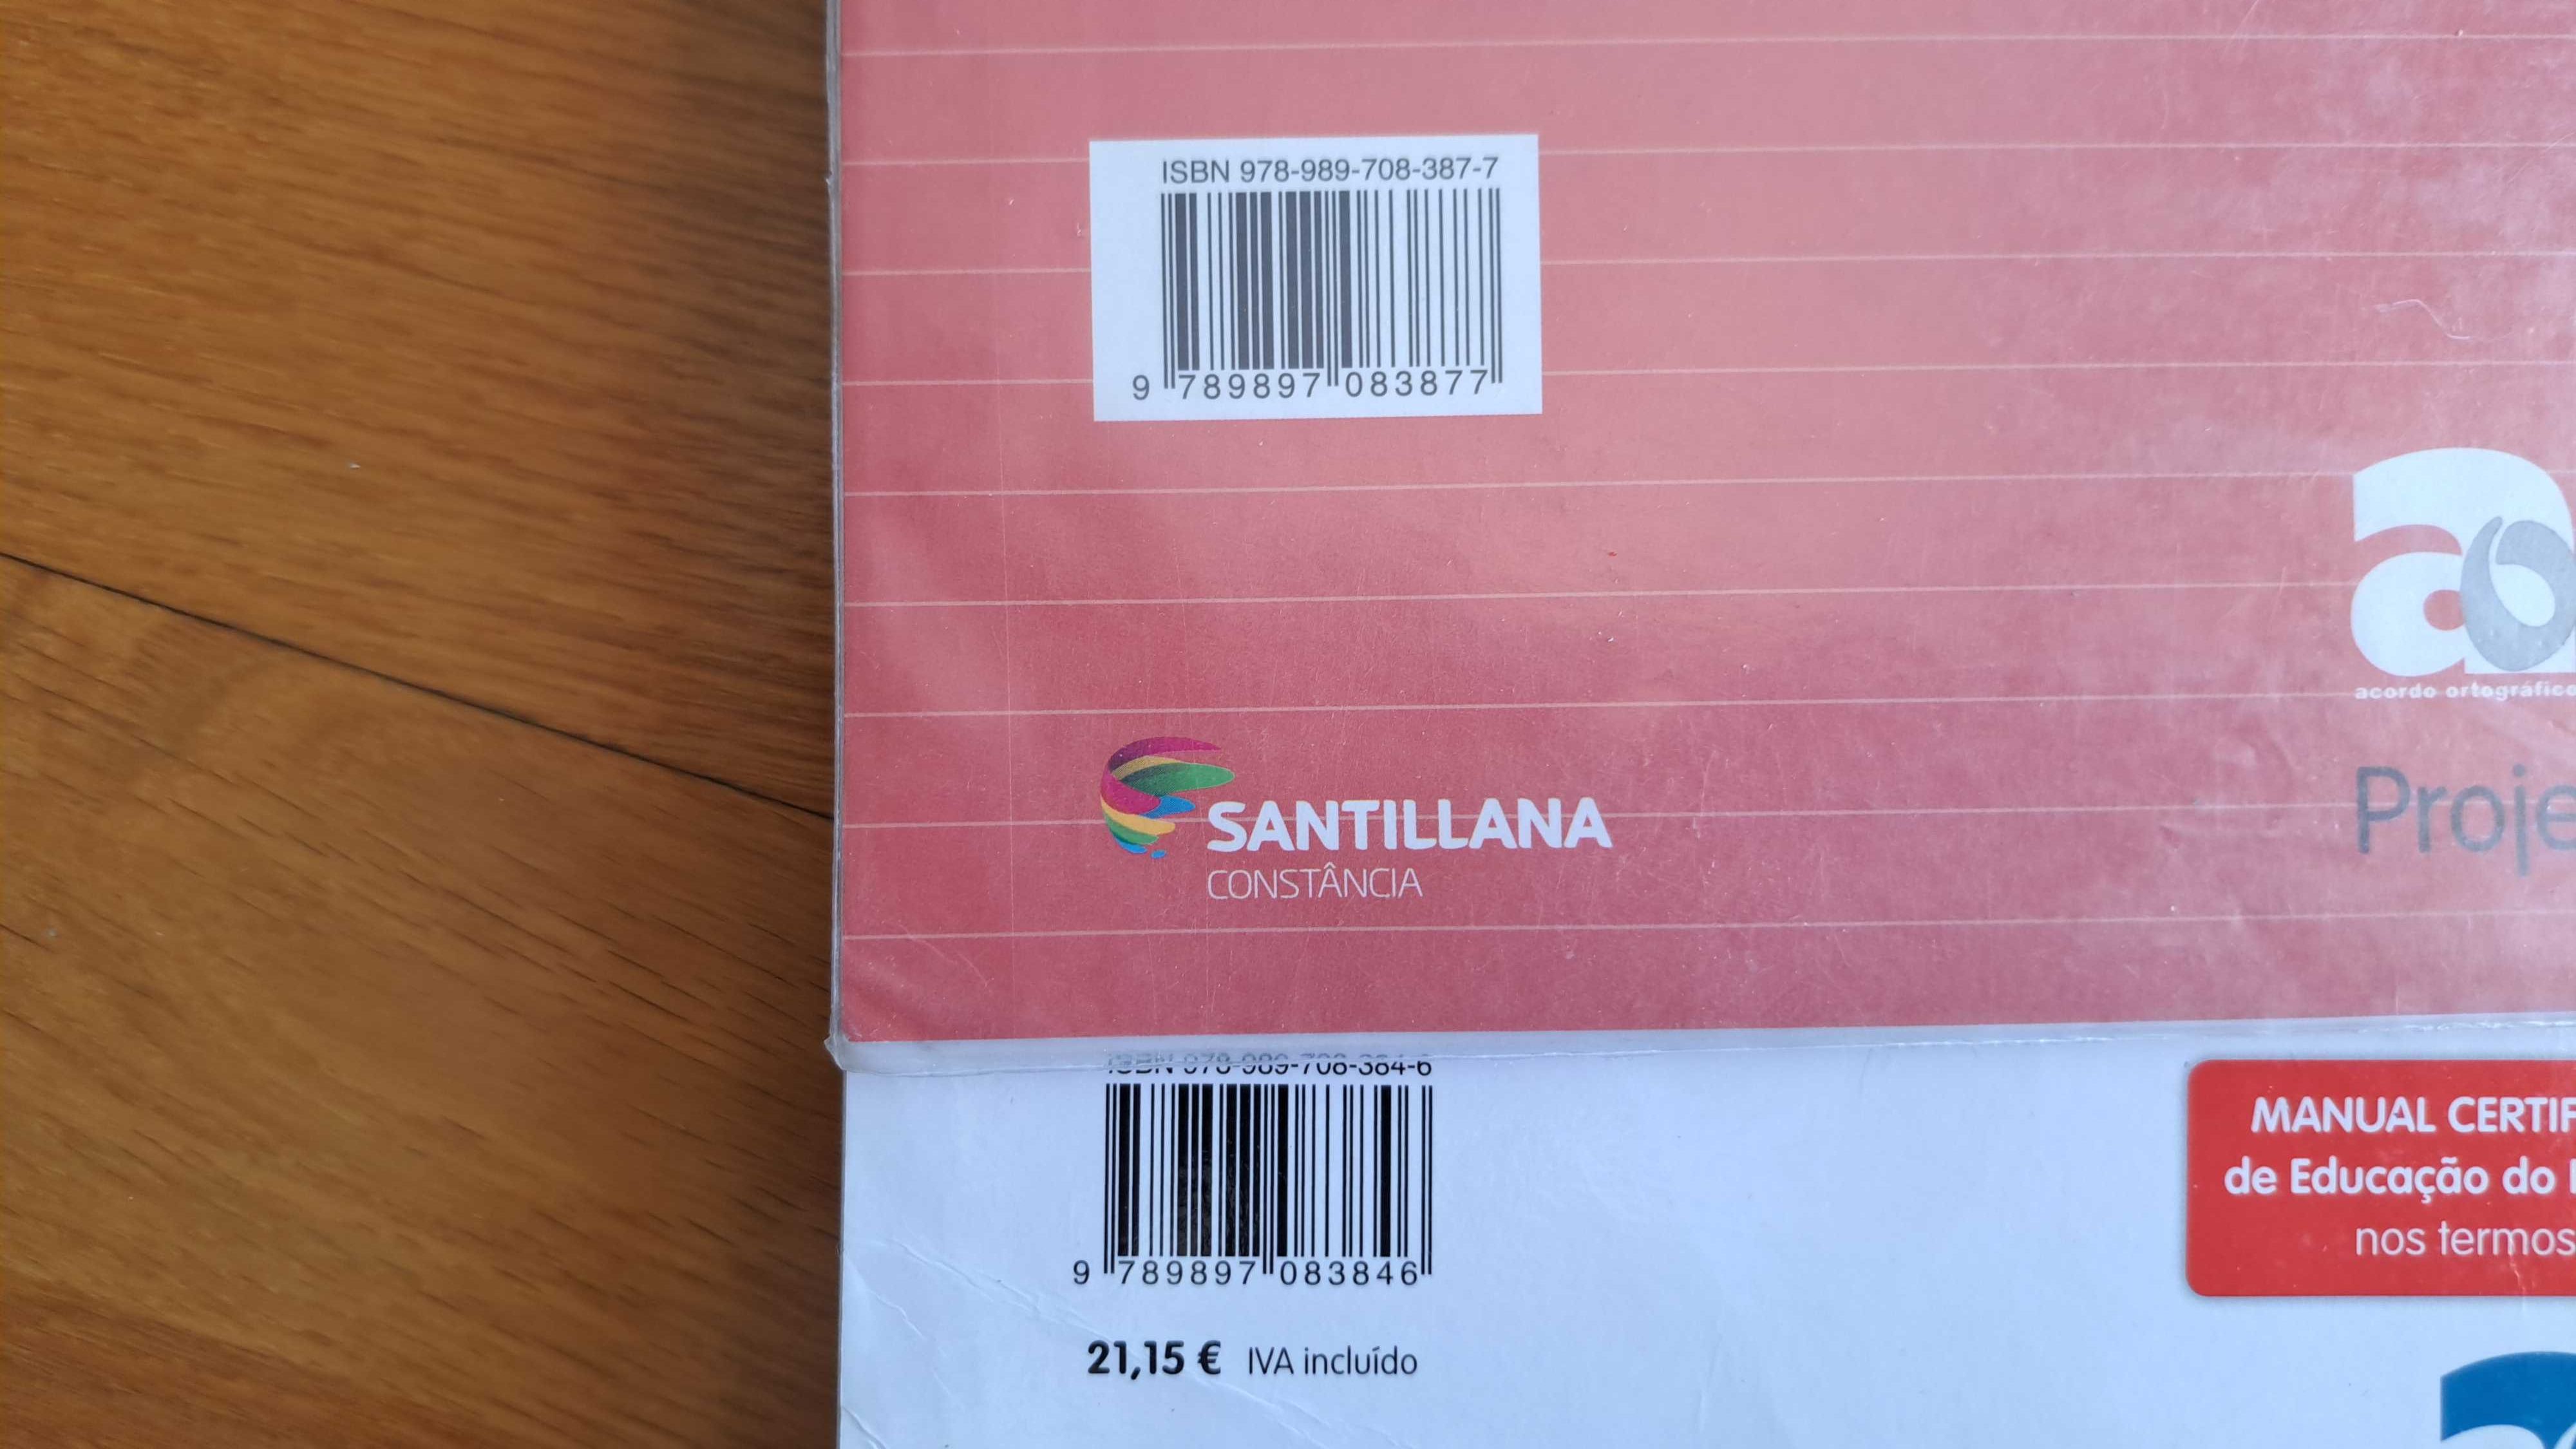 ISBN 978-989-708-387-7
9 789897 083877
acordo ortográfico
Proje
SANTILLANA
CONSTÂNCIA
ISBN 978-989-708-384-6
9 789897 083846
21,15 € IVA incluído
MANUAL CERTIF
de Educação do
nos termos